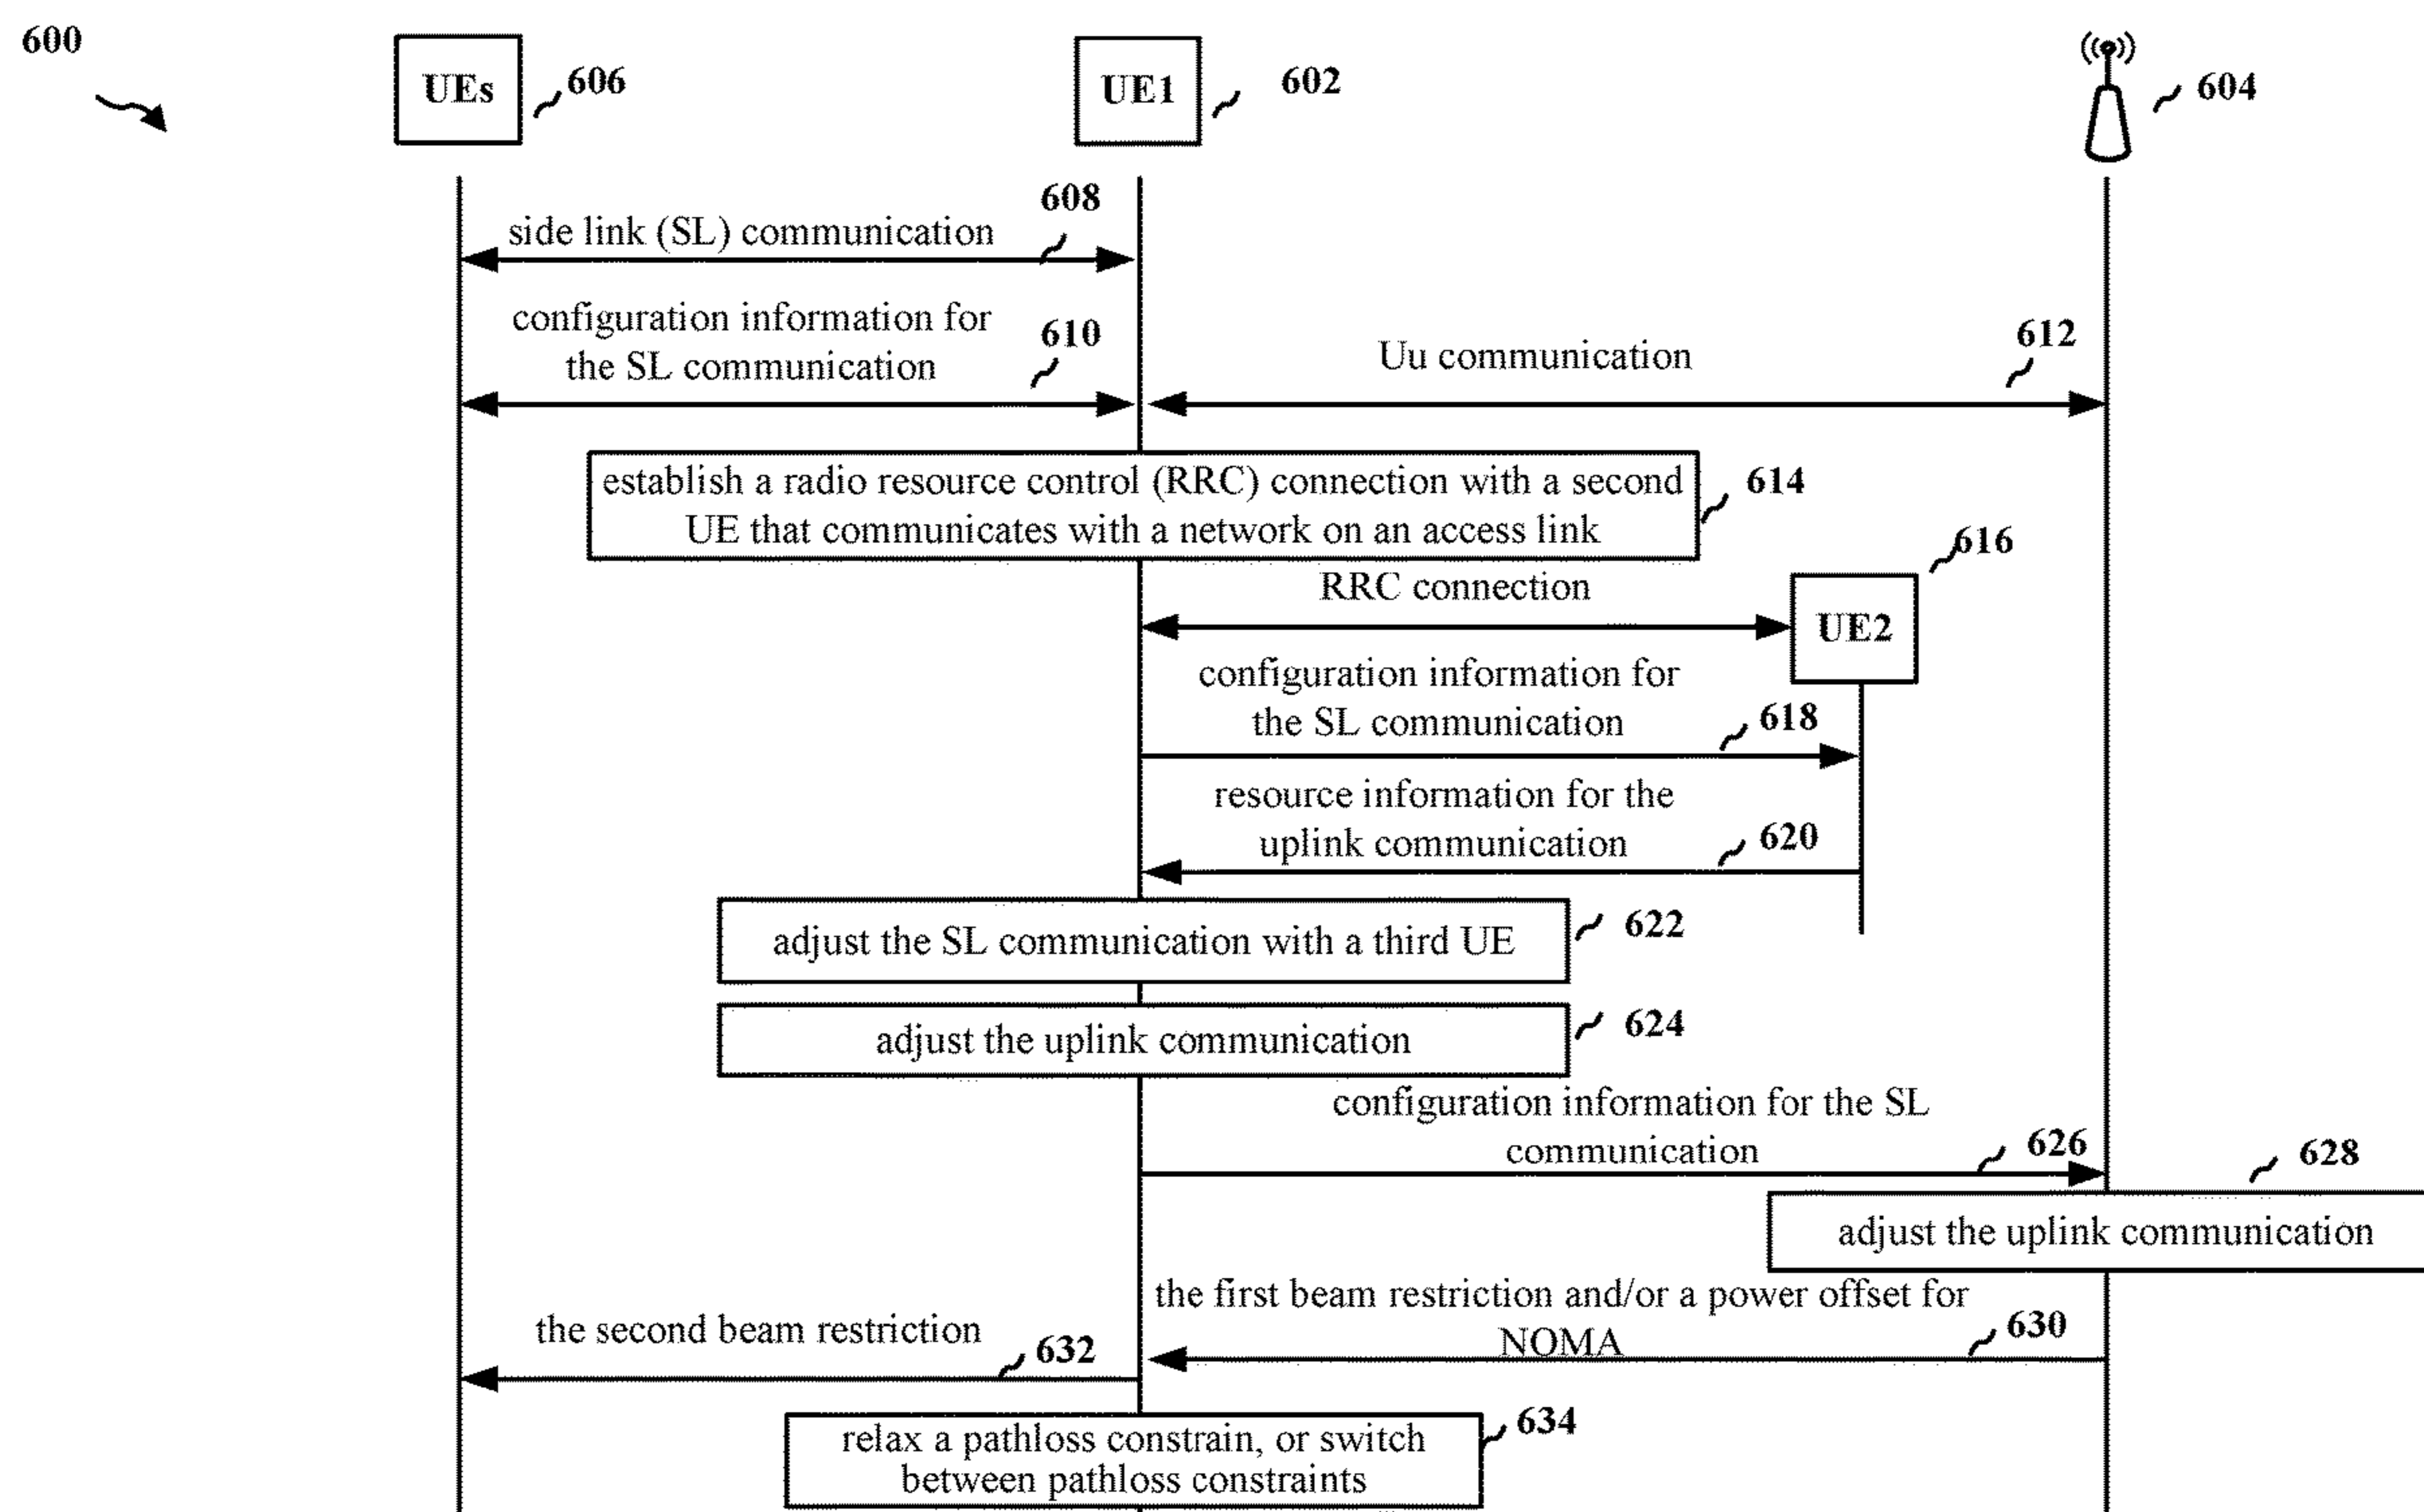 600
UEs
606
UE1
602
604
608
side link (SL) communication
configuration information for
the SL communication
610
612
Uu communication
establish a radio resource control (RRC) connection with a second
UE that communicates with a network on an access link
614
616
RRC connection
UE2
configuration information for
the SL communication
618
resource information for the
uplink communication
620
adjust the SL communication with a third UE
622
adjust the uplink communication
624
configuration information for the SL
communication
626
628
adjust the uplink communication
the first beam restriction and/or a power offset for
NOMA
630
the second beam restriction
632
relax a pathloss constrain, or switch
between pathloss constraints
634